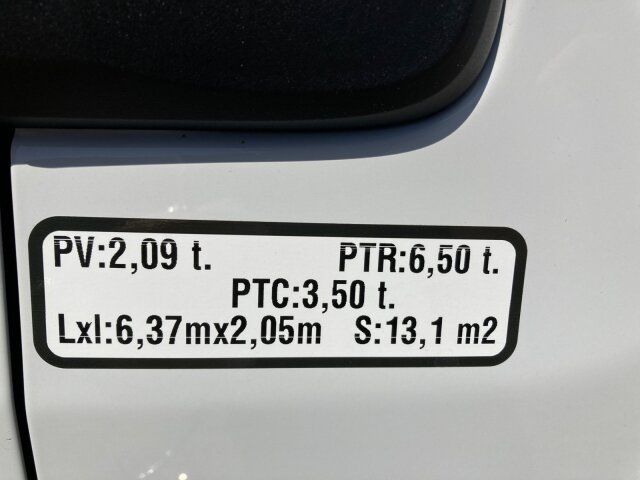 PV:2,09 t. PTR:6,50 t.
PTC:3,50 t.
Lxl:6,37mx2,05m S:13,1 m2